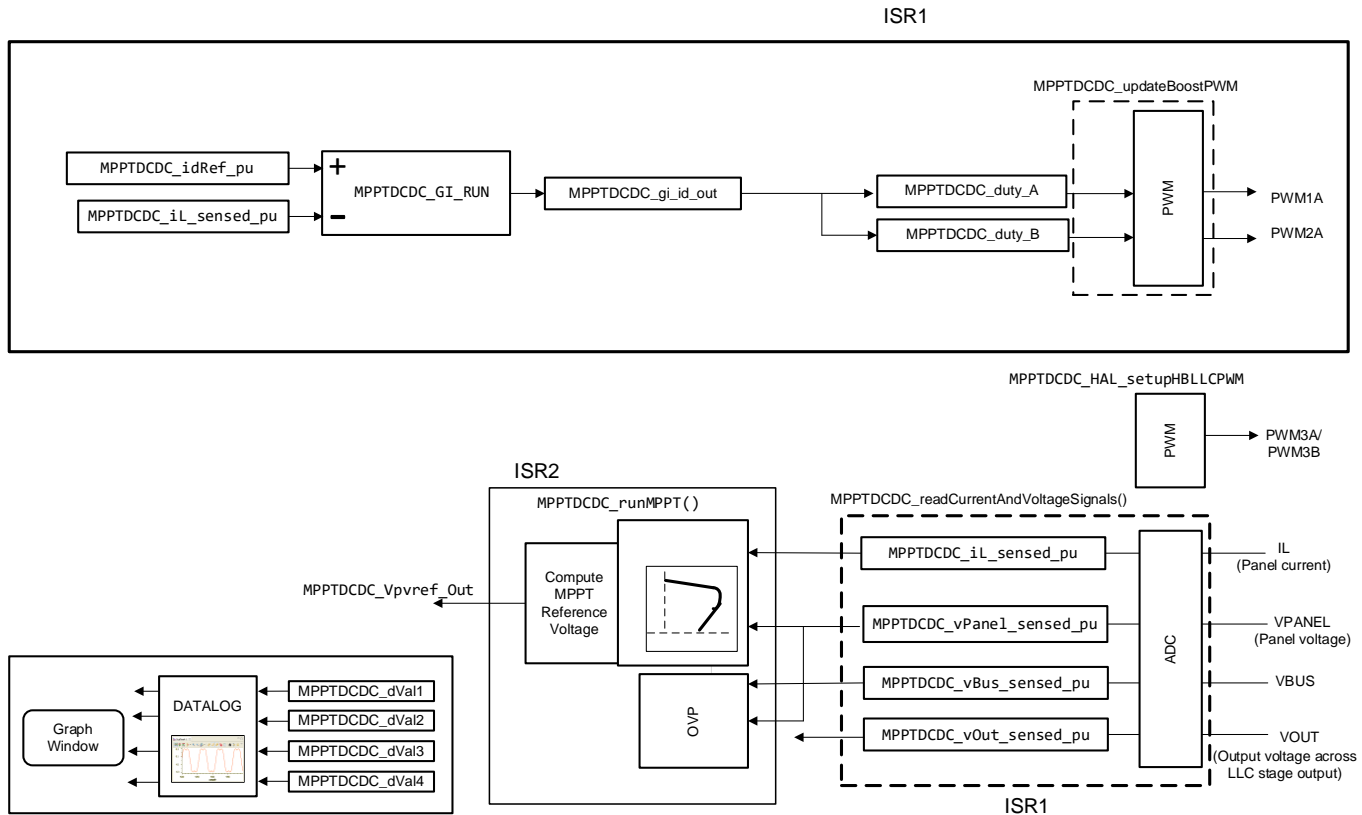 ISR1
MPPTDCDC_updateBoostPWM
MPPTDCDC_idRef_pu
MPPTDCDC_iL_sensed_pu
+
−
MPPTDCDC_GI_RUN
MPPTDCDC_gi_id_out
MPPTDCDC_duty_A
MPPTDCDC_duty_B
PWM
PWM1A
PWM2A
MPPTDCDC_HAL_setupHBLLCPWM
PWM
PWM3A/
PWM3B
ISR2
MPPTDCDC_runMPPT()
Compute
MPPT
Reference
Voltage
MPPTDCDC_Vpvref_Out
OVP
MPPTDCDC_readCurrentAndVoltageSignals()
MPPTDCDC_iL_sensed_pu
MPPTDCDC_vPanel_sensed_pu
MPPTDCDC_vBus_sensed_pu
MPPTDCDC_vOut_sensed_pu
ADC
IL
(Panel current)
VPANEL
(Panel voltage)
VBUS
VOUT
(Output voltage across
LLC stage output)
ISR1
Graph
Window
DATALOG
MPPTDCDC_dVal1
MPPTDCDC_dVal2
MPPTDCDC_dVal3
MPPTDCDC_dVal4